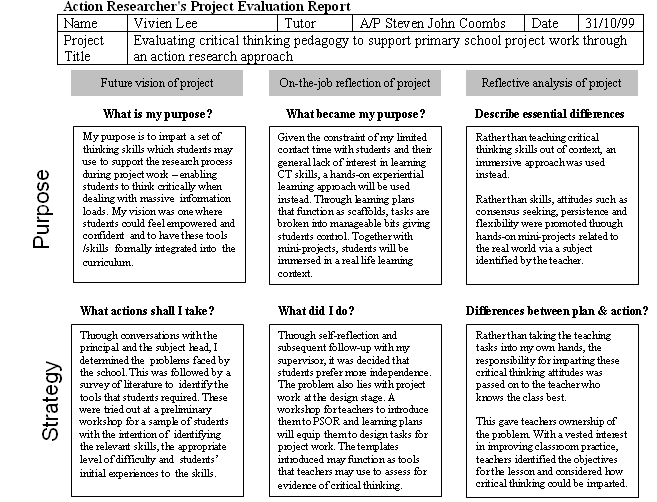 Action Researcher's Project Evaluation Report
Name Vivien Lee Tutor A/P Steven John Coombs Date 31/10/99
Project Title Evaluating critical thinking pedagogy to support primary school project work through
an action research approach
Future vision of project On-the-job reflection of project Reflective analysis of project
Purpose
What is my purpose?
My purpose is to impart a set of
thinking skills which students may
use to support the research process
during project work – enabling
students to think critically when
dealing with massive information
loads. My vision was one where
students could feel empowered and
confident and to have these tools
/skills formally integrated into the
curriculum.
What became my purpose?
Given the constraint of my limited
contact time with students and their
general lack of interest in learning
CT skills, a hands-on experiential
learning approach will be used
instead. Through learning plans
that function as scaffolds, tasks are
broken into manageable bits giving
students control. Together with
mini-projects, students will be
immersed in a real life learning
context.
Describe essential differences
Rather than teaching critical
thinking skills out of context, an
immersive approach was used
instead.
Rather than skills, attitudes such as
consensus seeking, persistence and
flexibility were promoted through
hands-on mini-projects related to
the real world via a subject
identified by the teacher.
Strategy
What actions shall I take?
Through conversations with the
principal and the subject head, I
determined the problems faced by
the school. This was followed by a
survey of literature to identify the
tools that students required. These
were tried out at a preliminary
workshop for a sample of students
with the intention of identifying
the relevant skills, the appropriate
level of difficulty and students'
initial experiences to the skills.
What did I do?
Through self-reflection and
subsequent follow-up with my
supervisor, it was decided that
students prefer more independence.
The problem also lies with project
work at the design stage. A
workshop for teachers to introduce
them to PSOR and learning plans
will equip them to design tasks for
project work. The templates
introduced may function as tools
that teachers may use to assess for
evidence of critical thinking.
Differences between plan & action?
Rather than taking the teaching
tasks into my own hands, the
responsibility for imparting these
critical thinking attitudes was
passed on to the teacher who
knows the class best.
This gave teachers ownership of
the problem. With a vested interest
in improving classroom practice,
teachers identified the objectives
for the lesson and considered how
critical thinking could be imparted.